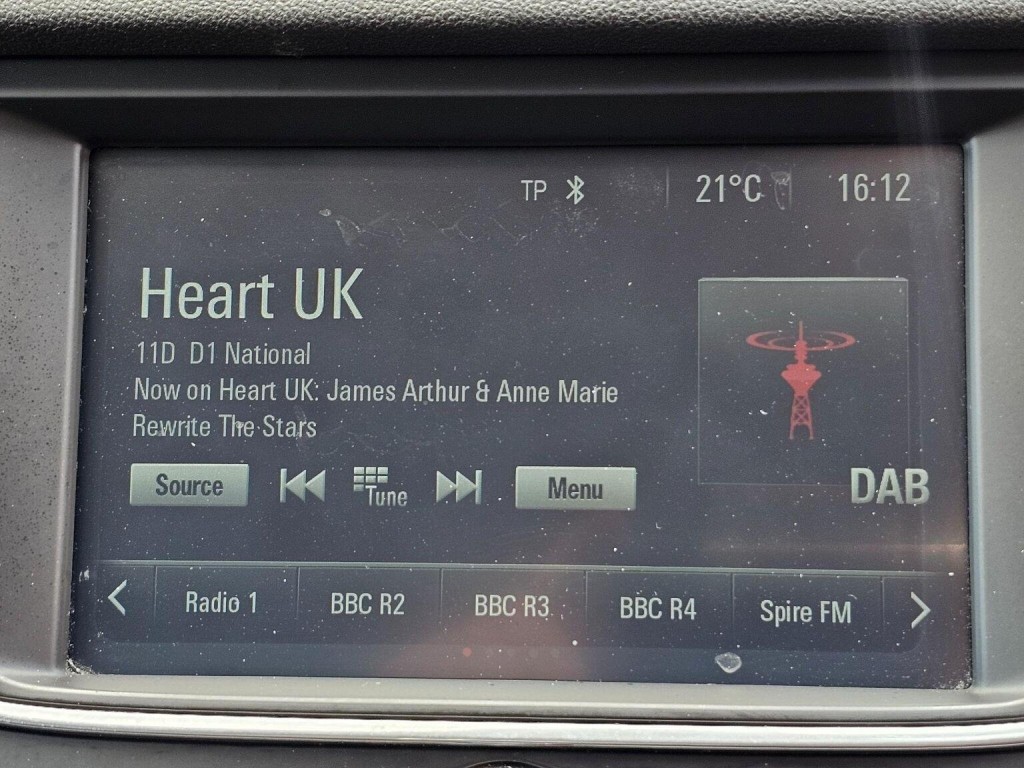 TP 21°C 16:12
Heart UK
11D D1 National
Now on Heart UK: James Arthur & Anne Marie
Rewrite The Stars
Source Tune Menu
DAB
Radio 1 BBC R2 BBC R3 BBC R4 Spire FM